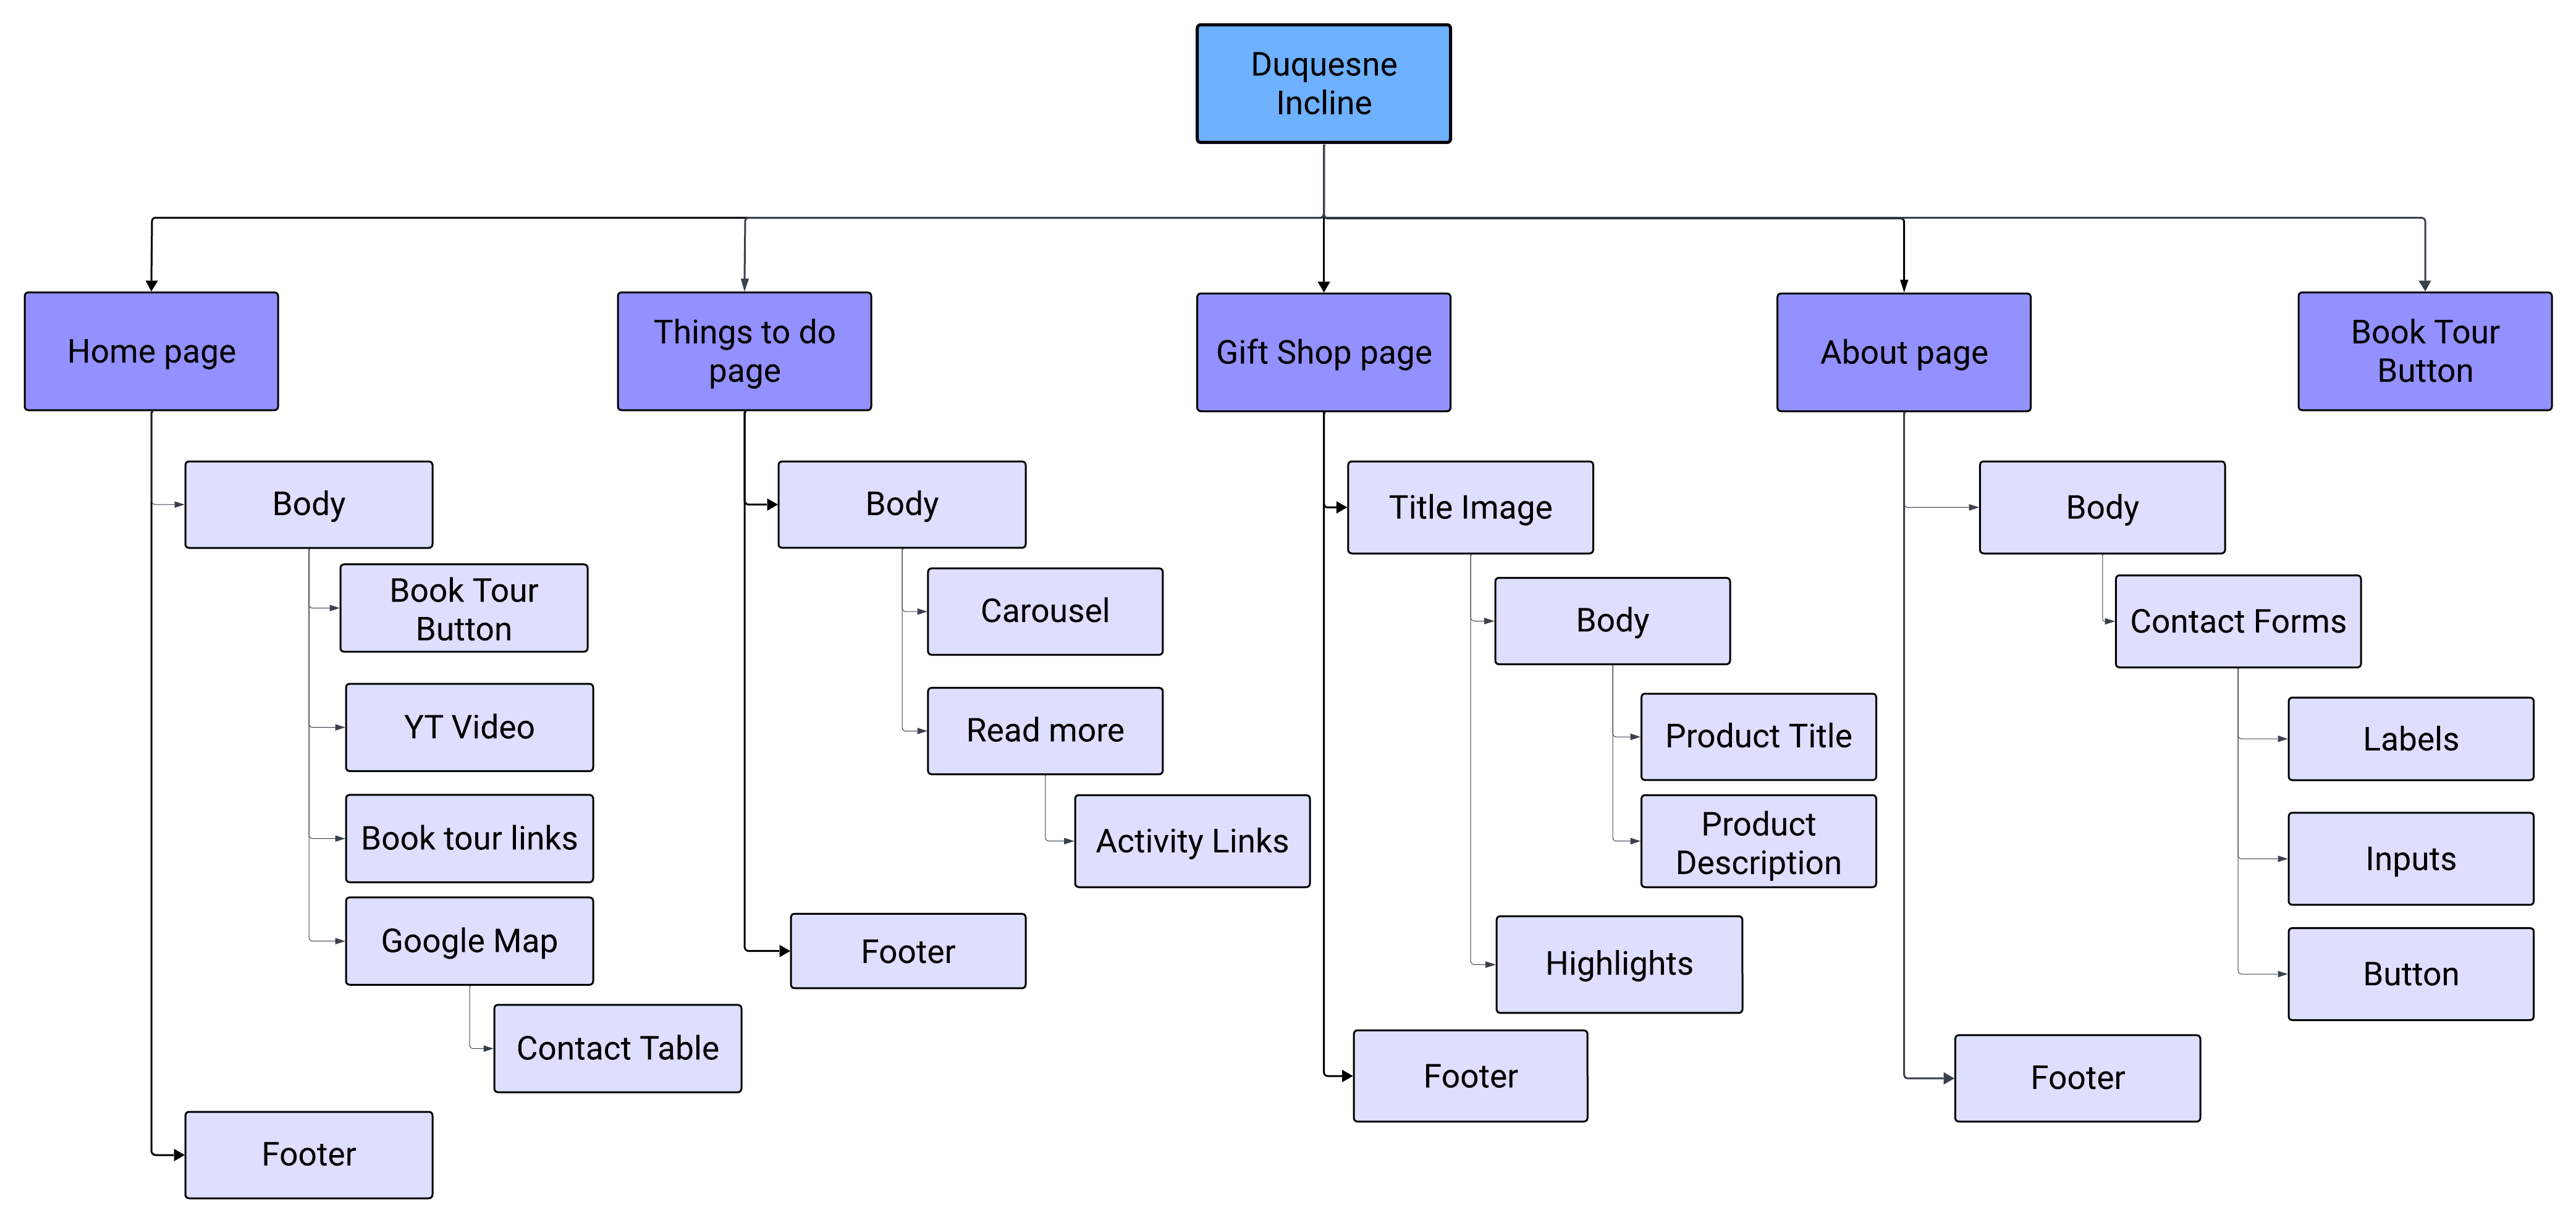 Duquesne
Incline
Home page
Things to do
page
Gift Shop page
About page
Book Tour
Button
Body
Book Tour
Button
YT Video
Book tour links
Google Map
Contact Table
Footer
Body
Carousel
Read more
Activity Links
Footer
Title Image
Body
Product Title
Product
Description
Highlights
Footer
Body
Contact Forms
Labels
Inputs
Button
Footer